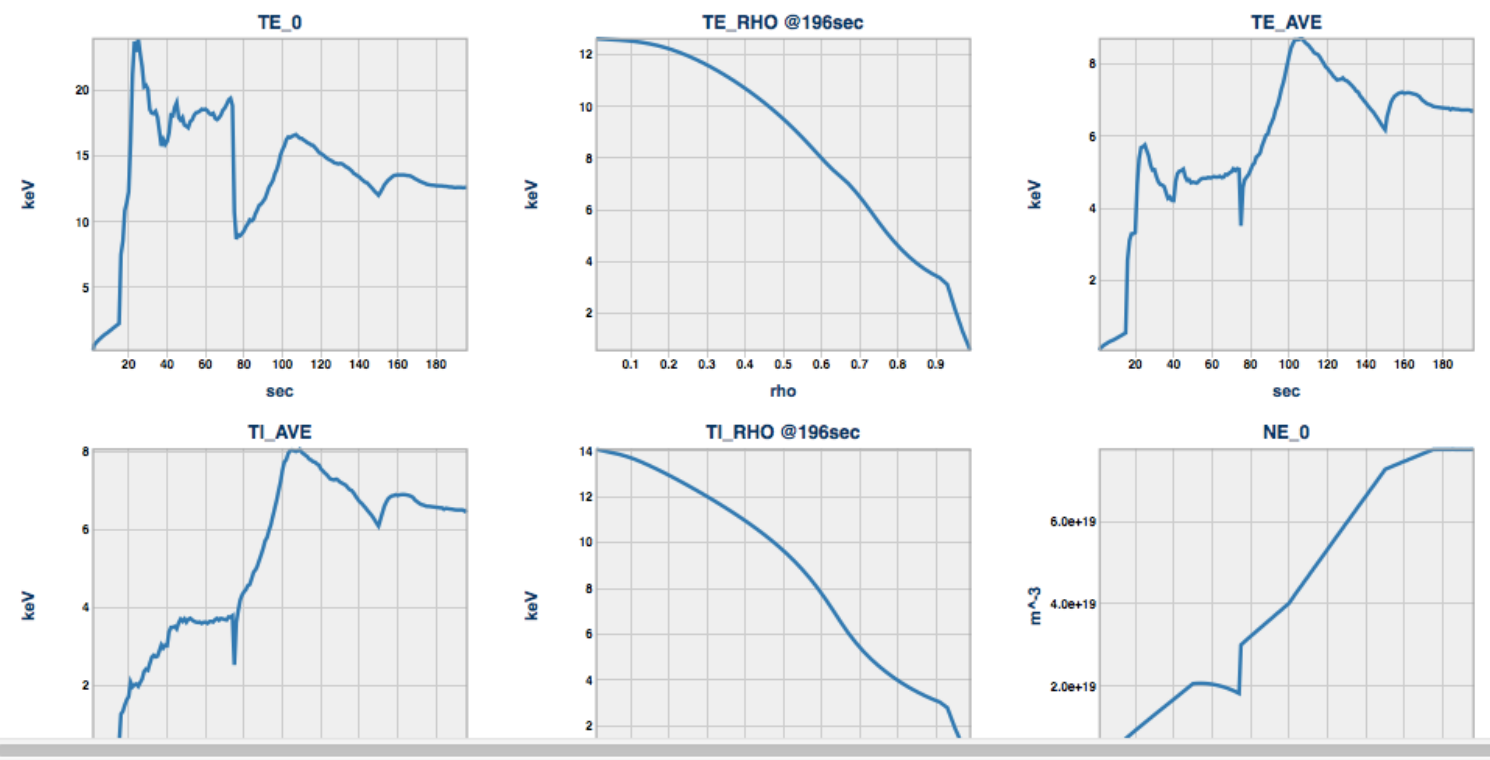 TE_0
TE_RHO @196sec
TE_AVE
20
15
10
5
keV
20 40 60 80 100 120 140 160 180
sec
12
10
8
6
4
2
keV
0.1 0.2 0.3 0.4 0.5 0.6 0.7 0.8 0.9
rho
8
6
4
2
keV
20 40 60 80 100 120 140 160 180
sec
TI_AVE
TI_RHO @196sec
NE_0
8
6
4
2
keV
14
12
10
8
6
4
2
keV
6.0e+19
4.0e+19
2.0e+19
m^-3